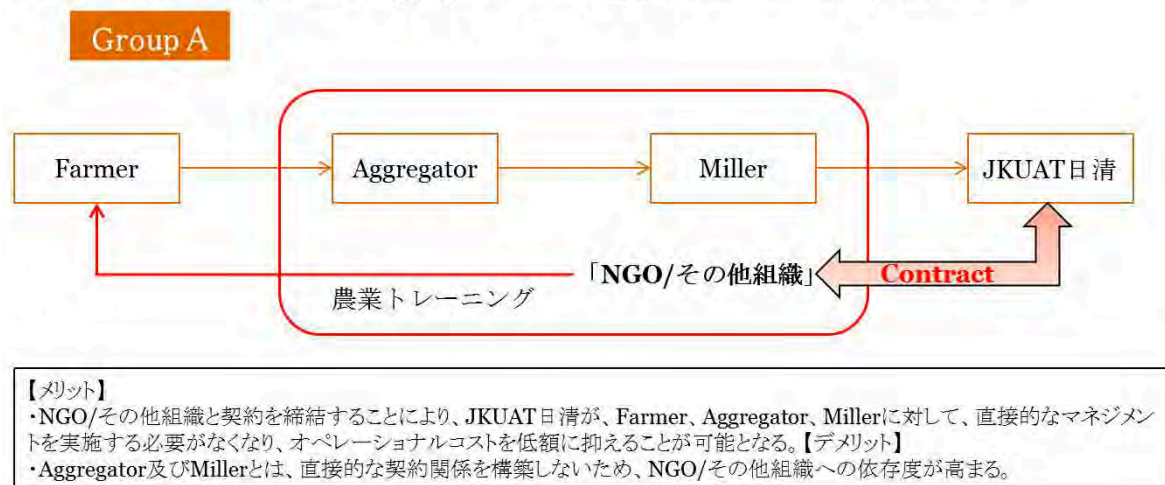 Group A
Farmer
Aggregator
Miller
JKUAT日清
「NGO/その他組織」
Contract
農業トレーニング
【メリット】
・NGO/その他組織と契約を締結することにより、JKUAT日清が、Farmer、Aggregator、Millerに対して、直接的なマネジメン
トを実施する必要がなくなり、オペレーショナルコストを低額に抑えることが可能となる。【デメリット】
・Aggregator及びMillerとは、直接的な契約関係を構築しないため、NGO/その他組織への依存度が高まる。